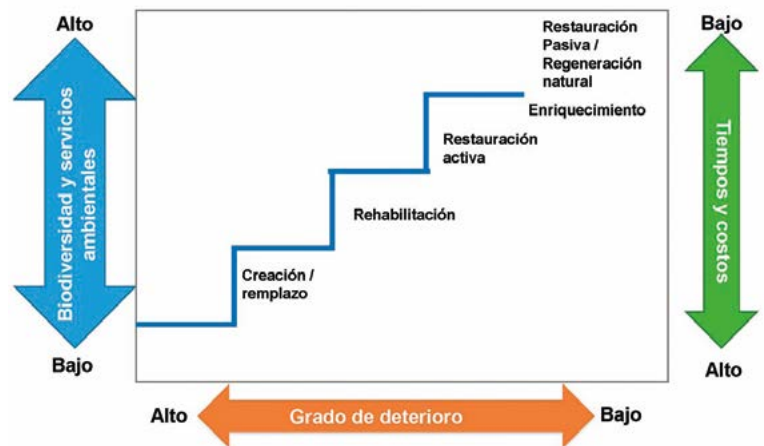 Alto
Biodiversidad y servicios
ambientales
Bajo
Restauración
Pasiva /
Regeneración
natural
Enriquecimiento
Restauración
activa
Rehabilitación
Creación /
remplazo
Bajo
Tiempos y costos
Alto
Alto
Grado de deterioro
Bajo